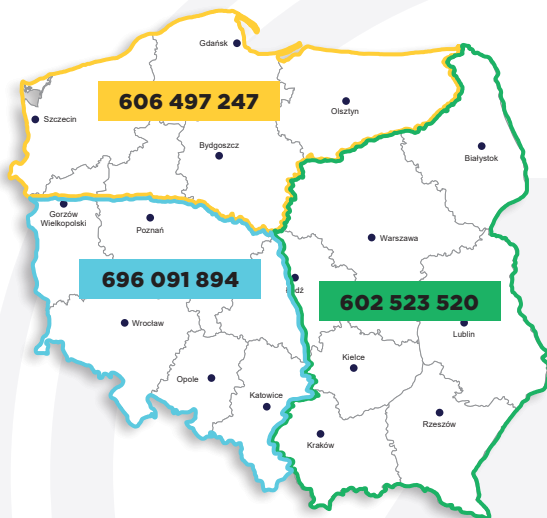 Gdańsk
606 497 247
Olsztyn
Szczecin
Bydgoszcz
Białystok
Gorzów
Wielkopolski
Poznań
Warszawa
696 091 894
dź
602 523 520
Wrocław
Lublin
Kielce
Opole
Katowice
Rzeszów
Kraków